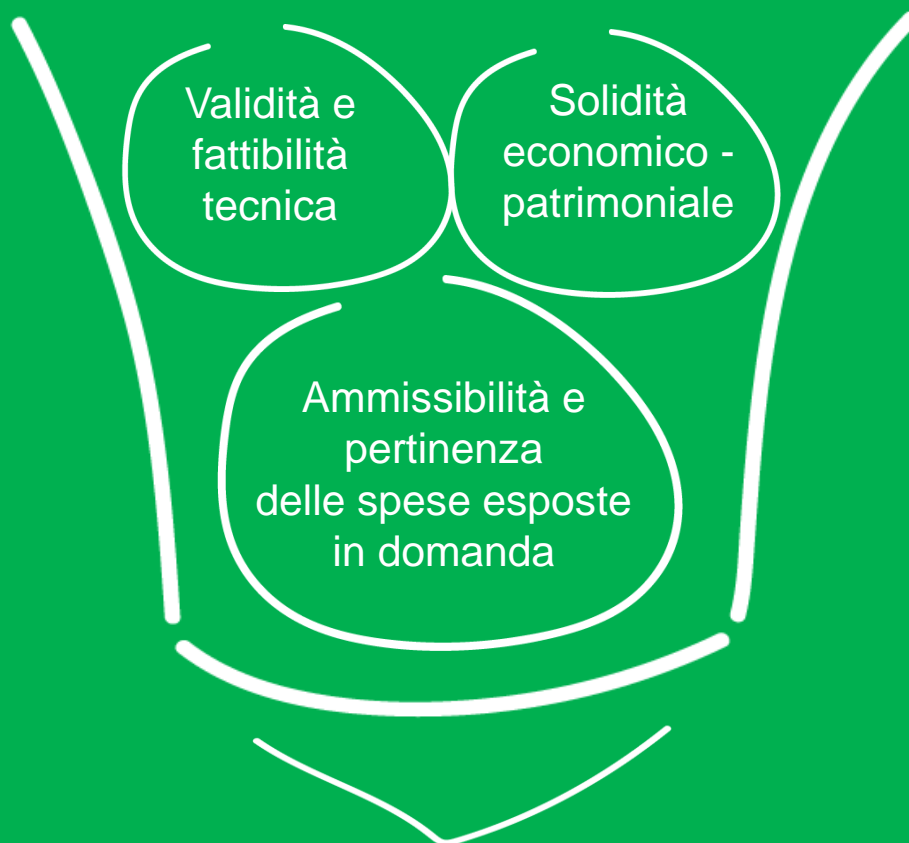 Validità e
fattibilità
tecnica
Solidità
economico -
patrimoniale
Ammissibilità e
pertinenza
delle spese esposte
in domanda